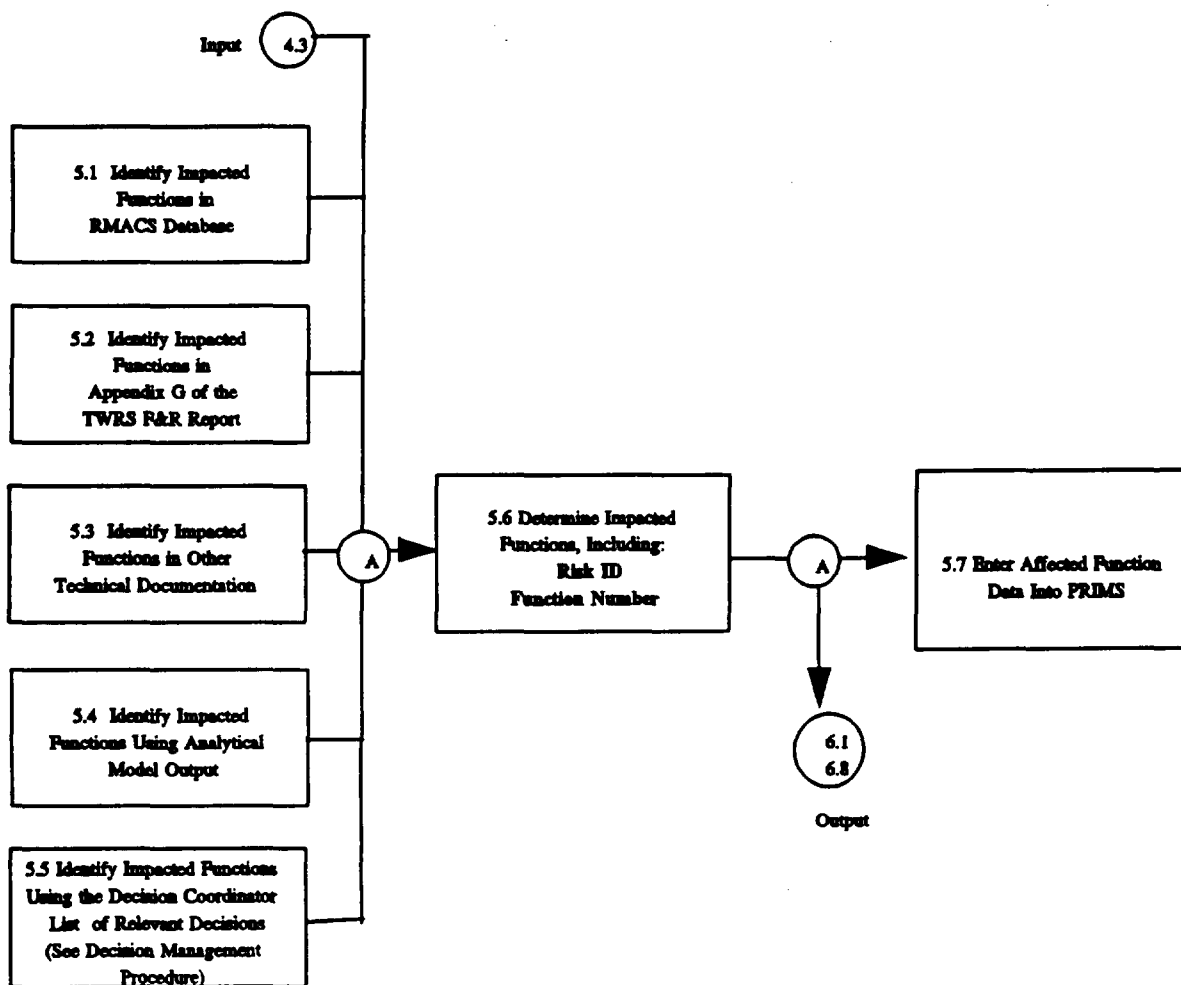 Input
4.3
5.1 Identify Impacted
Functions in
RMACS Database
5.2 Identify Impacted
Functions in
Appendix G of the
TWRS F&R Report
5.3 Identify Impacted
Functions in Other
Technical Documentation
5.4 Identify Impacted
Functions Using Analytical
Model Output
5.5 Identify Impacted Functions
Using the Decision Coordinator
List of Relevant Decisions
(See Decision Management
Procedure)
A
5.6 Determine Impacted
Functions, Including:
Risk ID
Function Number
A
5.7 Enter Affected Function
Data Into PRIMS
6.1
6.8
Output